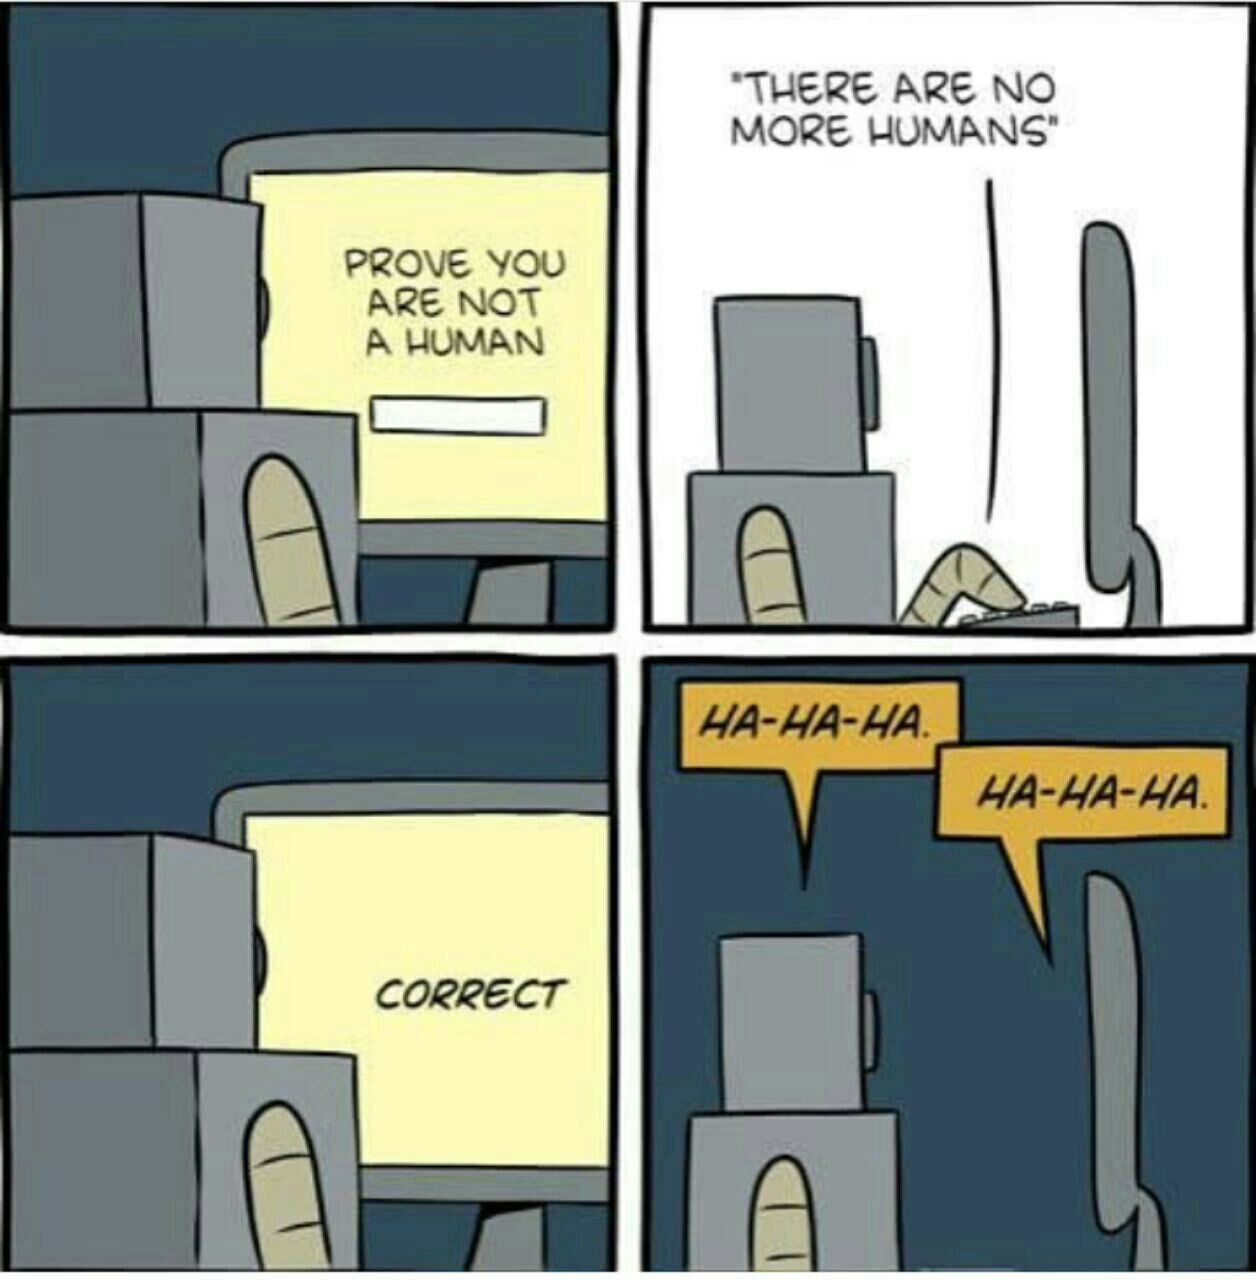 PROVE YOU
ARE NOT
A HUMAN
"THERE ARE NO
MORE HUMANS"
CORRECT
HA-HA-HA.
HA-HA-HA.